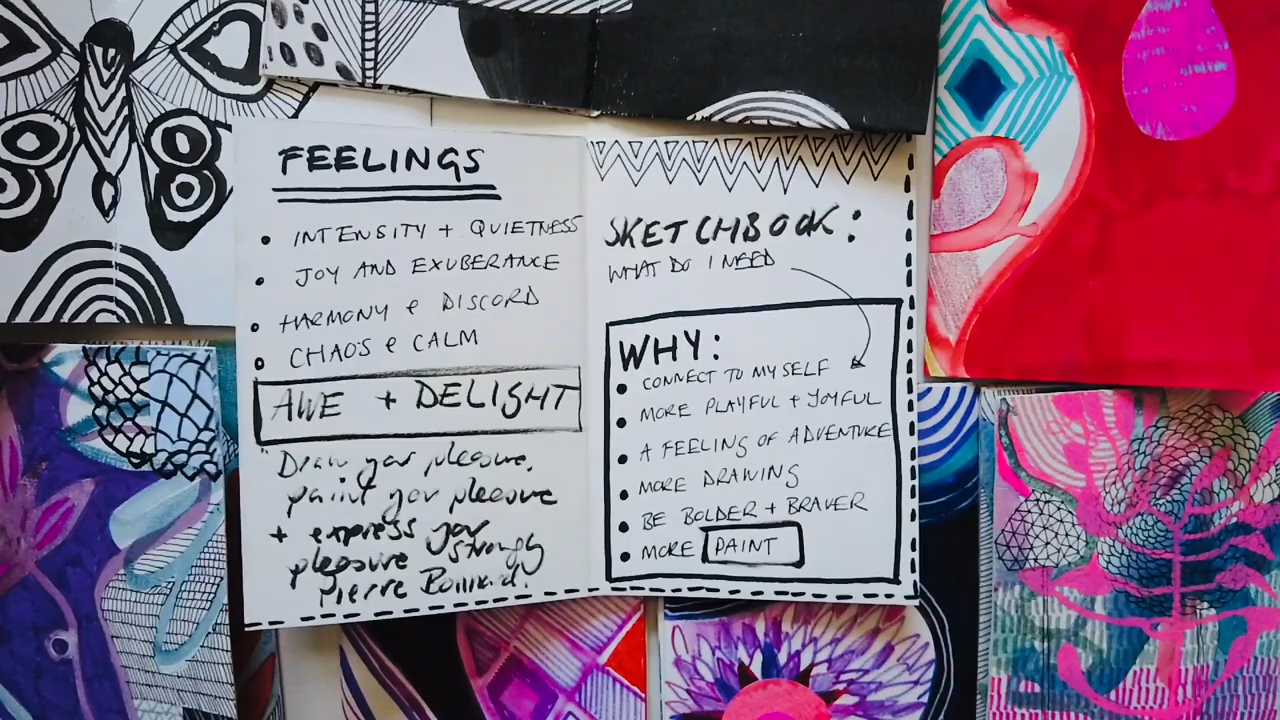 FEELINGS
• INTENSITY + QUIETNESS
• JOY AND EXUBERANCE
• HARMONY & DISCORD
• CHAOS & CALM
AWE + DELIGHT
"Draw your pleasure,
paint your pleasure
+ express your
pleasure strongly
Pierre Bonnard.
SKETCHBOOK:
WHAT DO I NEED
WHY:
• CONNECT TO MYSELF
• MORE PLAYFUL + JOYFUL
• A FEELING OF ADVENTURE
• MORE DRAWING
• BE BOLDER + BRAVER
• MORE PAINT